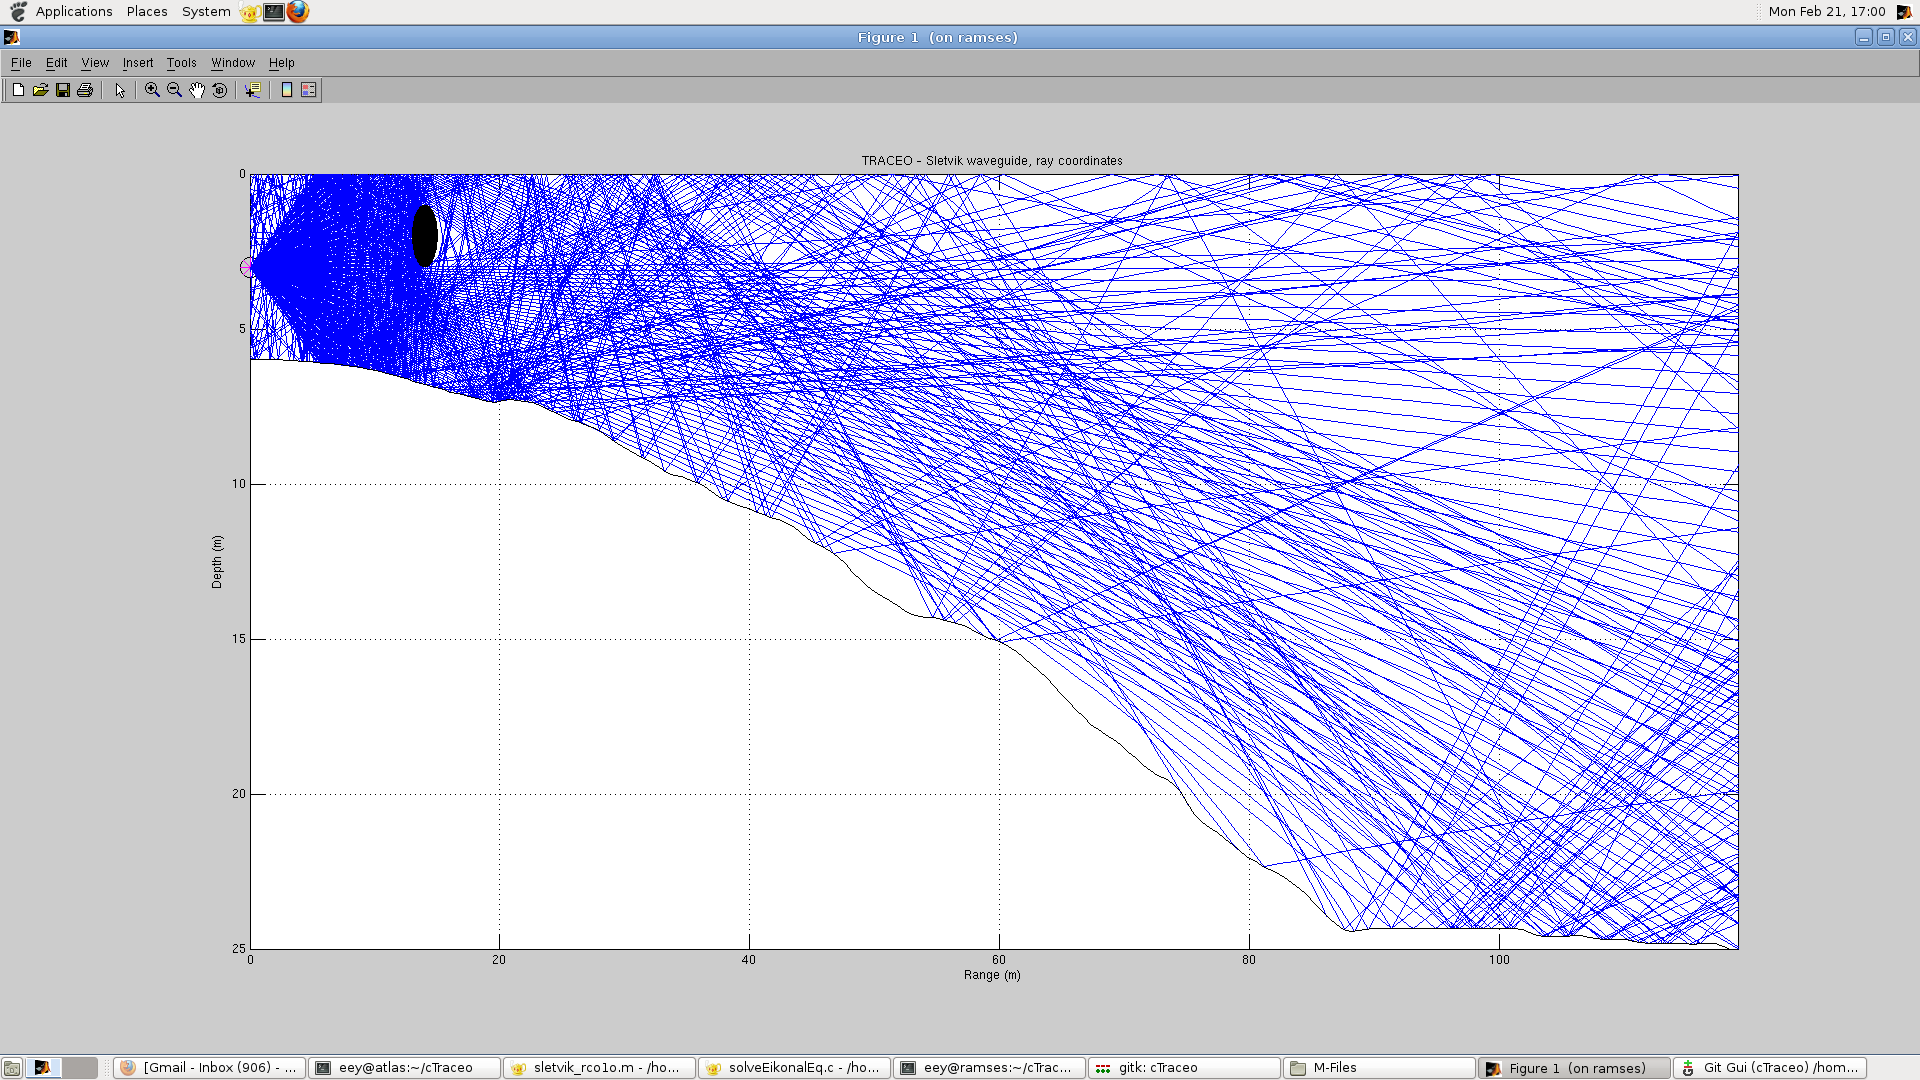 Applications Places System Mon Feb 21, 17:00
Figure 1 (on ramses)
File Edit View Insert Tools Window Help
TRACEO - Sletvik waveguide, ray coordinates
0
5
10
15
20
25
Depth (m)
0 20 40 60 80 100
Range (m)
[Gmail - Inbox (906) - ... eey@atlas:~/cTraceo sletvik_rco1o.m - /ho... solveEikonalEq.c - /ho... eey@ramses:~/cTrac... gitk: cTraceo M-Files Figure 1 (on ramses) Git Gui (cTraceo) /hom...